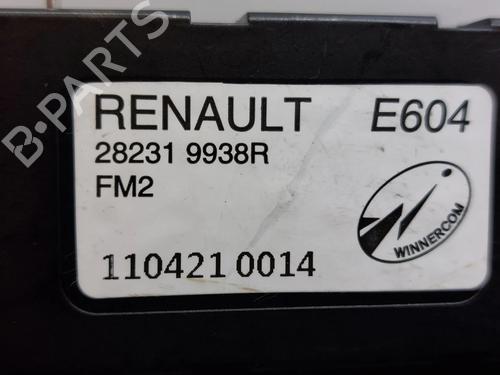 B-PARTS
RENAULT E604
28231 9938R
FM2
WINNERCOM
110421 0014